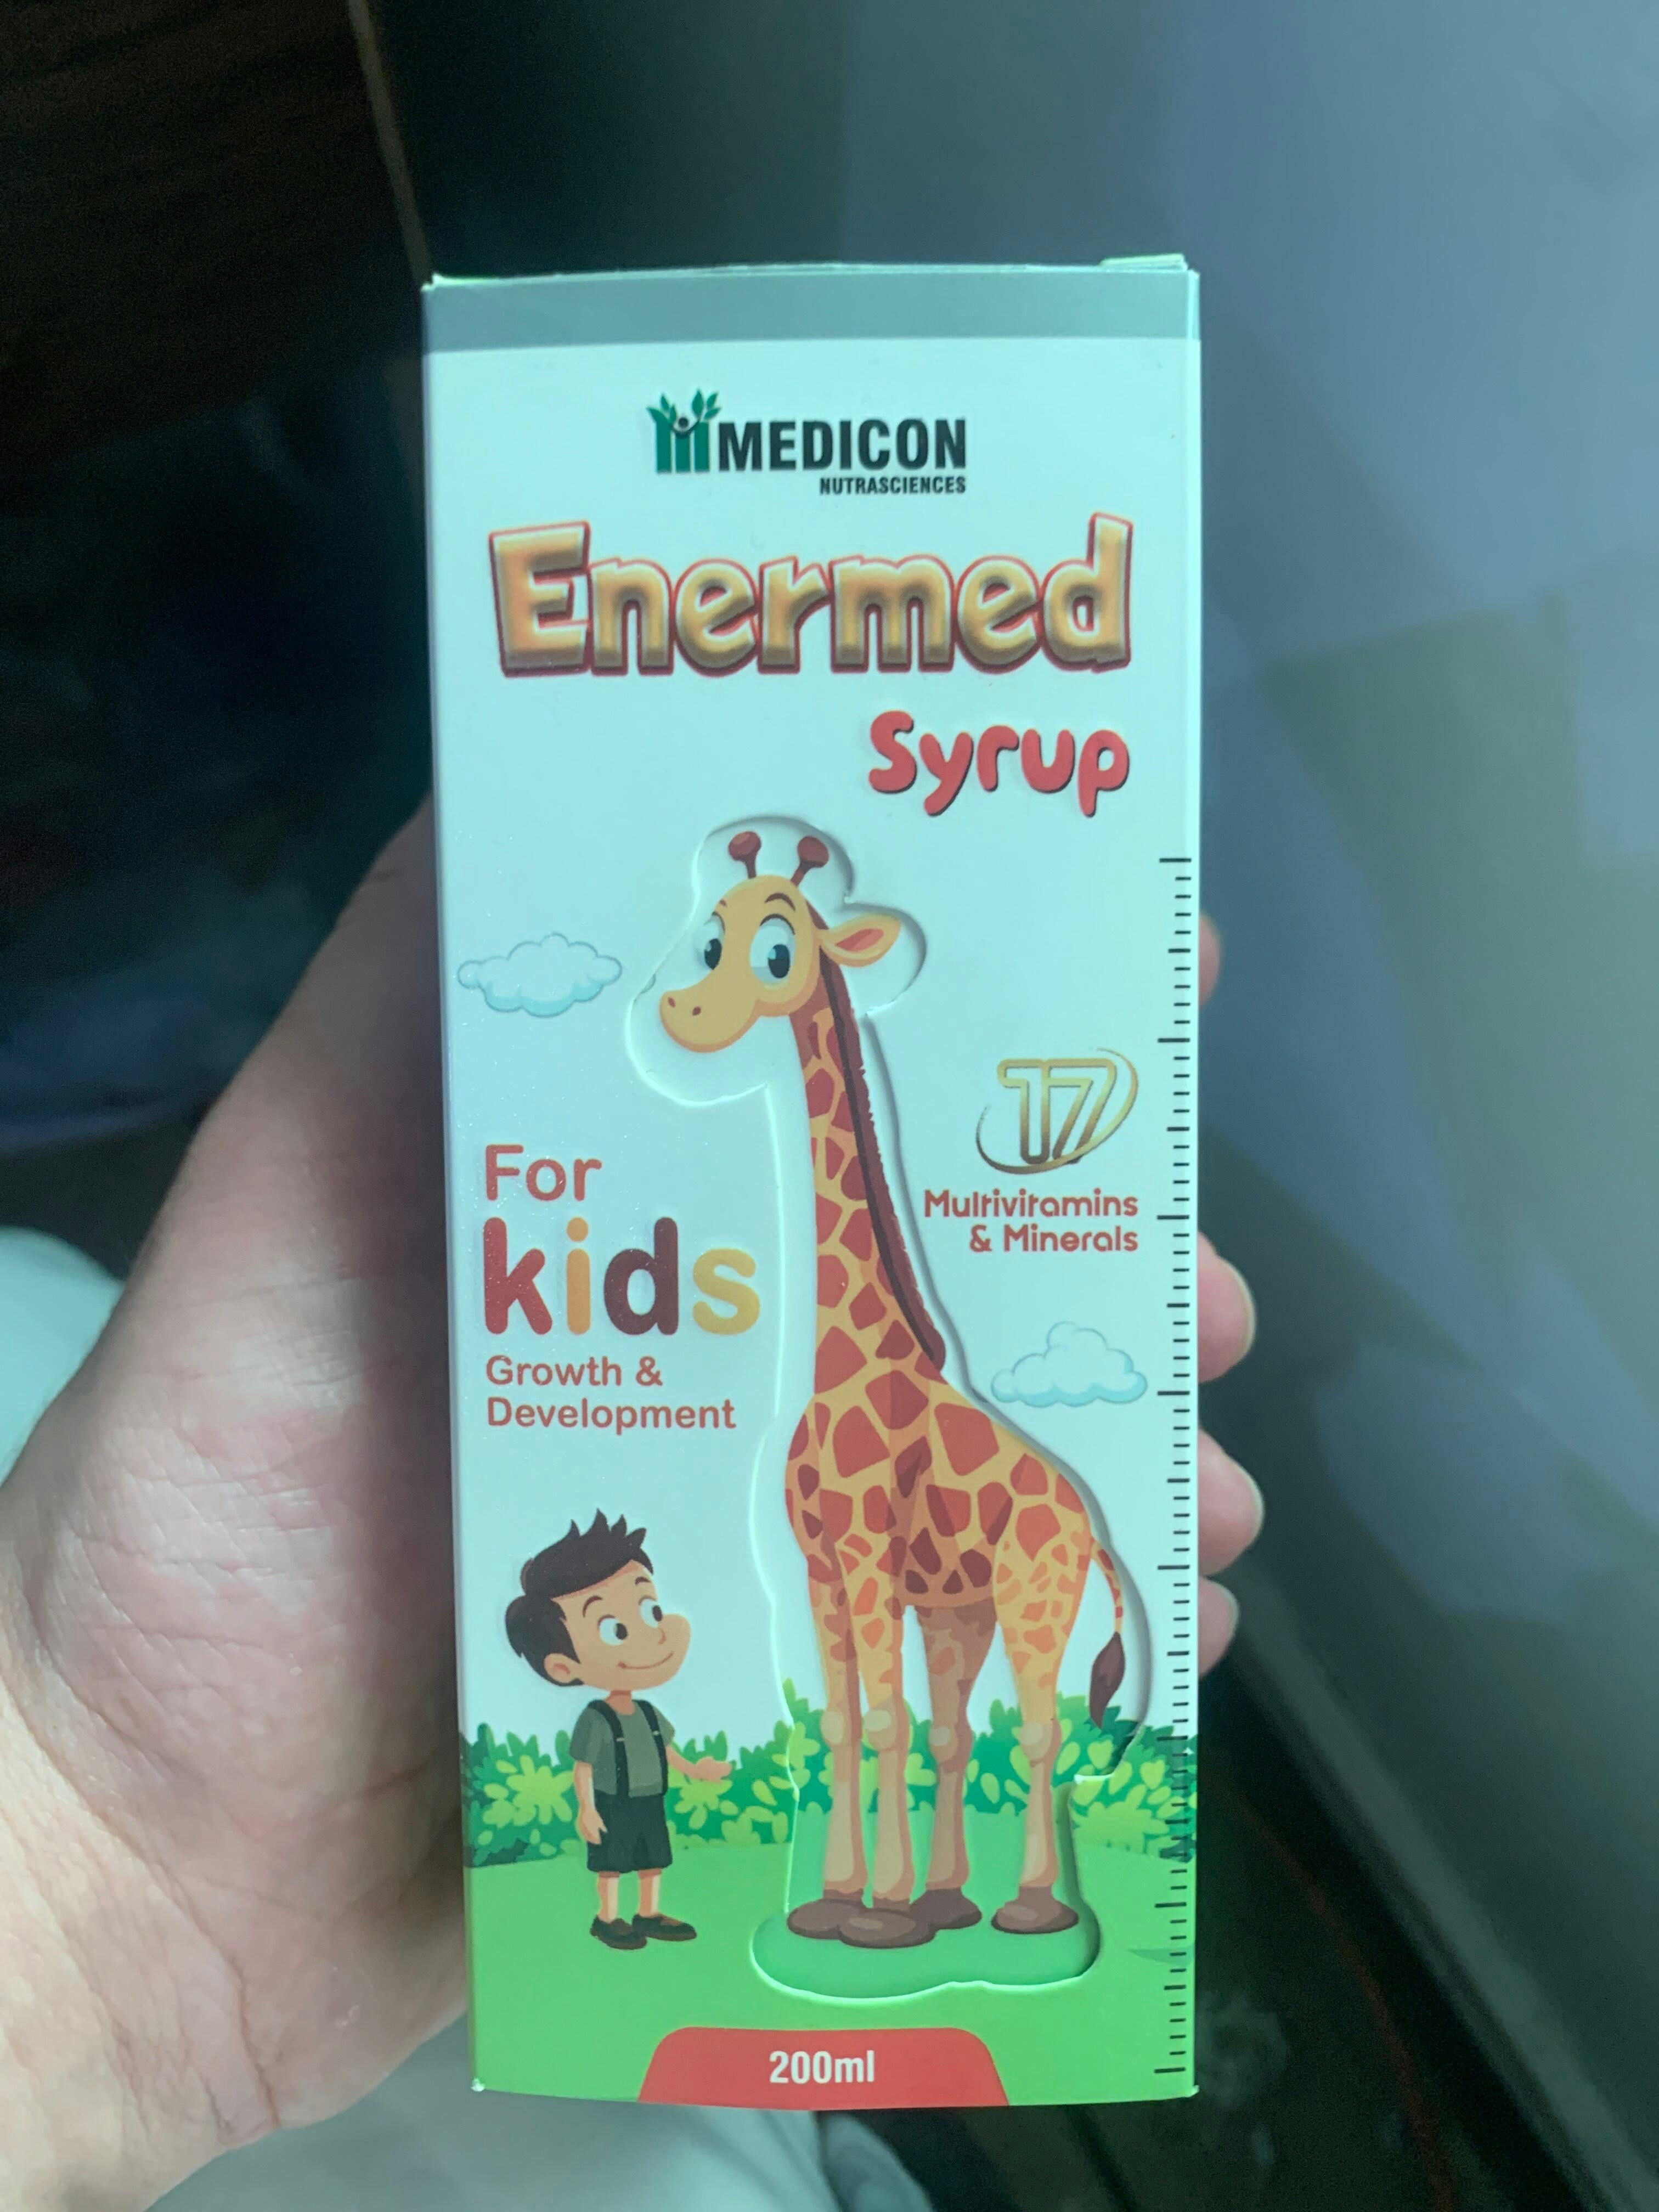 MEDICON
NUTRASCIENCES
Enermed
Syrup
17
Multivitamins
& Minerals
For
kids
Growth &
Development
200ml